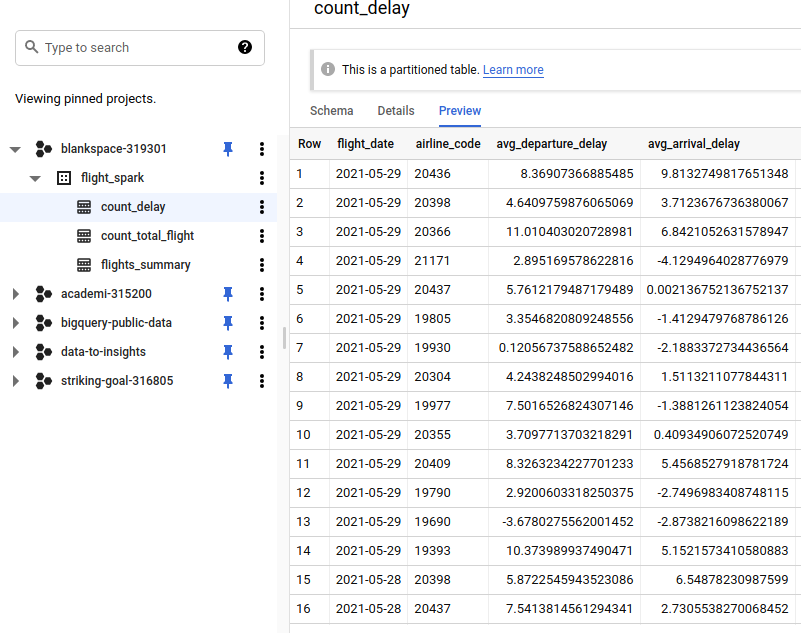 count_delay
Type to search
Viewing pinned projects.
blankspace-319301
flight_spark
count_delay
count_total_flight
flights_summary
academi-315200
bigquery-public-data
data-to-insights
striking-goal-316805
This is a partitioned table. Learn more
Schema Details Preview
Row flight_date airline_code avg_departure_delay avg_arrival_delay
1 2021-05-29 20436 8.36907366885485 9.8132749817651348
2 2021-05-29 20398 4.6409759876065069 3.7123676736380067
3 2021-05-29 20366 11.010403020728981 6.8421052631578947
4 2021-05-29 21171 2.895169578622816 -4.1294964028776979
5 2021-05-29 20437 5.7612179487179489 0.002136752136752137
6 2021-05-29 19805 3.3546820809248556 -1.4129479768786126
7 2021-05-29 19930 0.12056737588652482 -2.1883372734436564
8 2021-05-29 20304 4.2438248502994016 1.5113211077844311
9 2021-05-29 19977 7.5016526824307146 -1.3881261123824054
10 2021-05-29 20355 3.7097713703218291 0.40934906072520749
11 2021-05-29 20409 8.3263234227701233 5.4568527918781724
12 2021-05-29 19790 2.9200603318250375 -2.7496983408748115
13 2021-05-29 19690 -3.6780275562001452 -2.8738216098622189
14 2021-05-29 19393 10.373989937490471 5.1521573410580883
15 2021-05-28 20398 5.8722545943523086 6.54878230987599
16 2021-05-28 20437 7.5413814561294341 2.7305538270068452